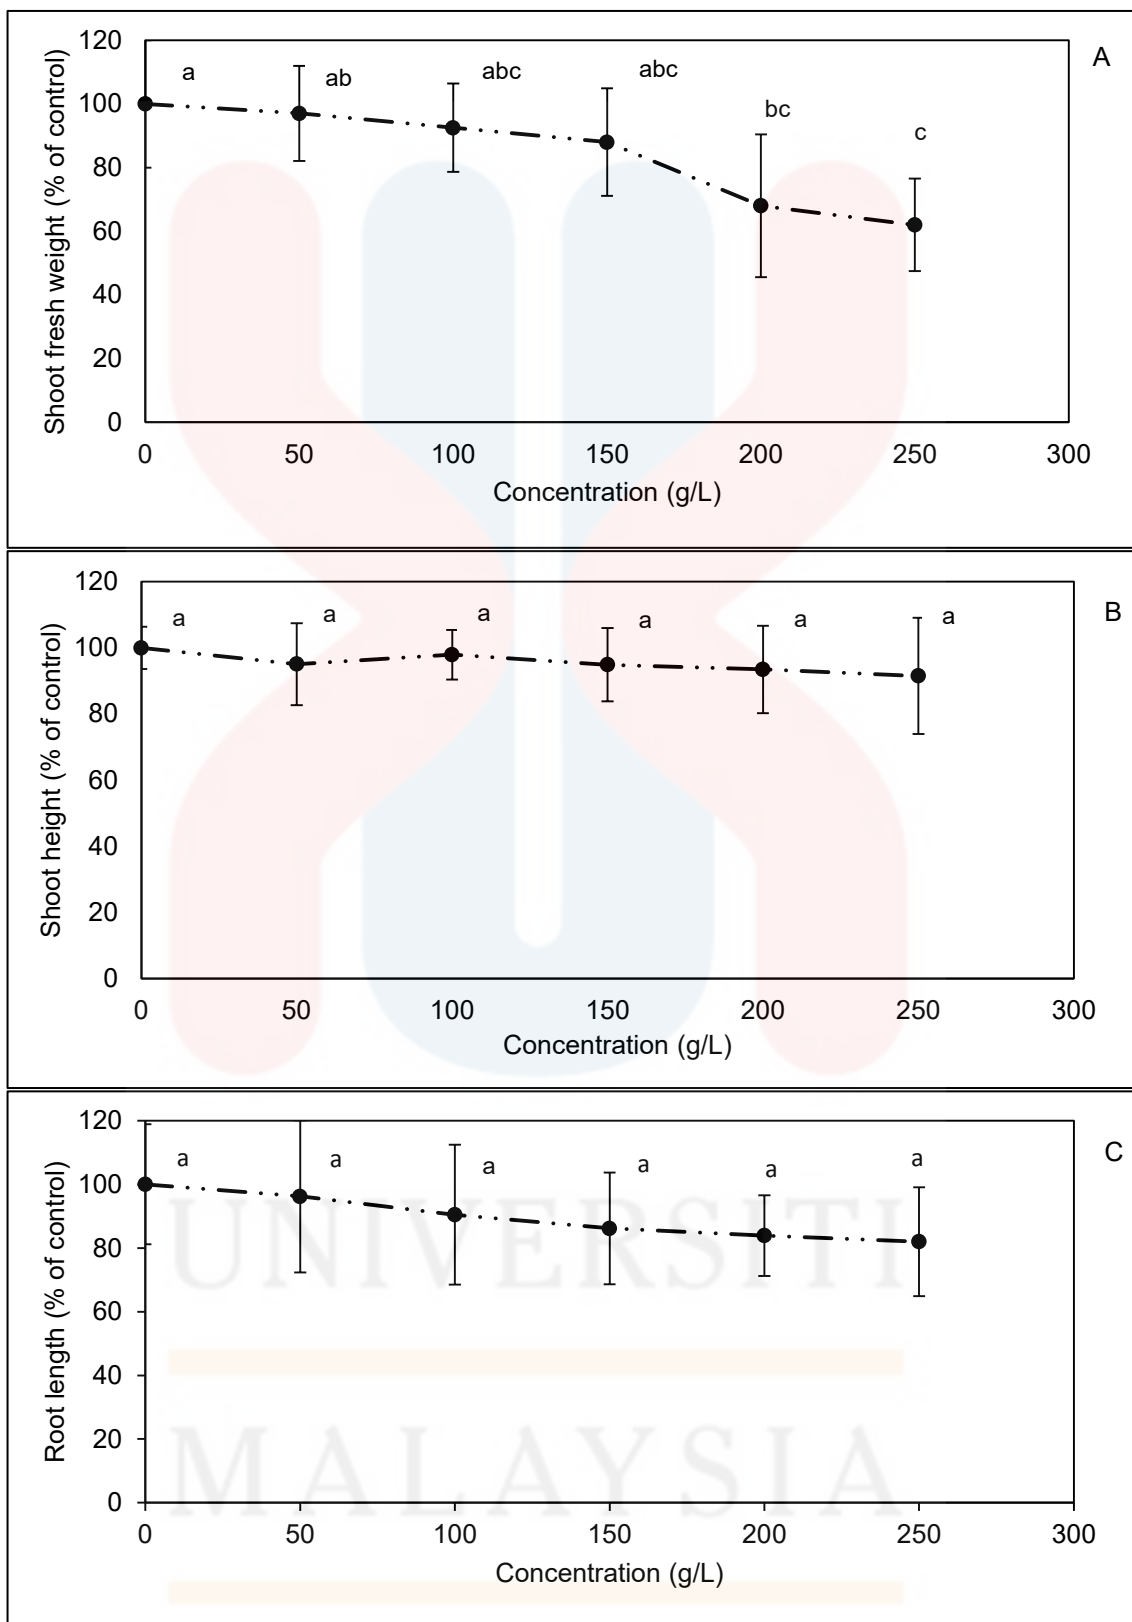 A
Shoot fresh weight (% of control)
120
100
80
60
40
20
0
a
ab
abc
abc
bc
c
0 50 100 150 200 250 300
Concentration (g/L)
B
Shoot height (% of control)
120
100
80
60
40
20
0
a
a
a
a
a
a
0 50 100 150 200 250 300
Concentration (g/L)
C
Root length (% of control)
120
100
80
60
40
20
0
a
a
a
a
a
a
0 50 100 150 200 250 300
Concentration (g/L)
UNIVERSITI
MALAYSIA